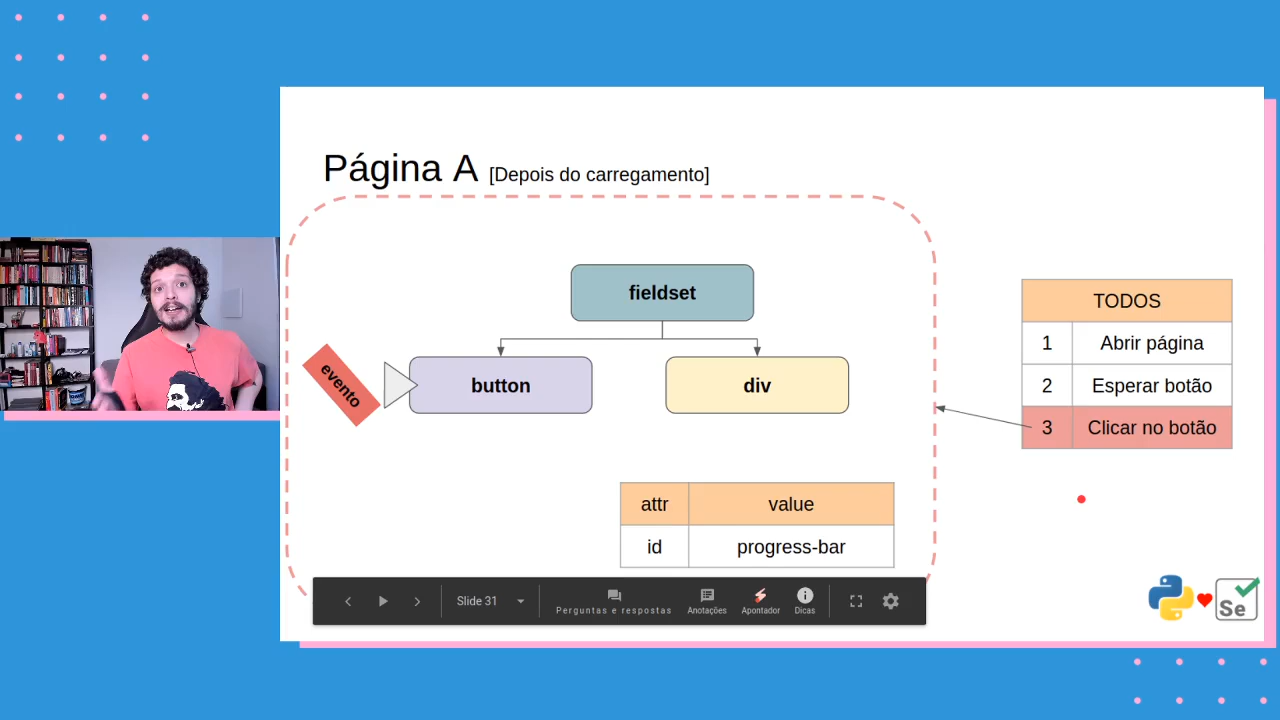 Página A [Depois do carregamento]
fieldset
evento
button
div
TODOS
1 Abrir página
2 Esperar botão
3 Clicar no botão
attr value
id progress-bar
Slide 31
Perguntas e respostas
Anotações
Apontador
Dicas
Se